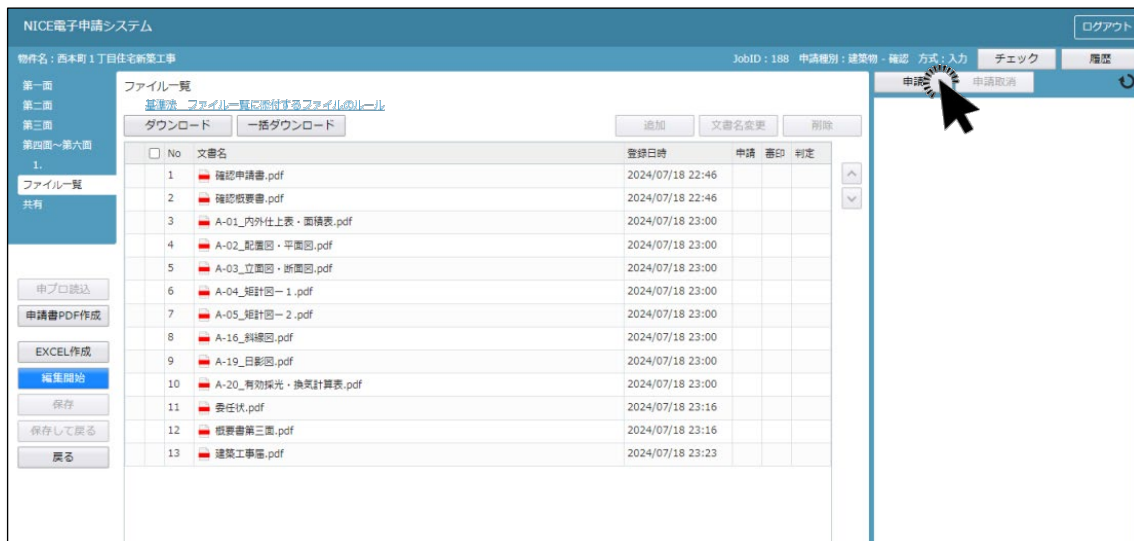 NICE電子申請システム
ログアウト
物件名：西本町１丁目住宅新築工事
JobID：188 申請種別：建築物 - 確認 方式：入力
チェック
履歴
第一面
第二面
第三面
第四面～第六面
1.
ファイル一覧
共有
申プロ読込
申請書PDF作成
EXCEL作成
編集開始
保存
保存して戻る
戻る
ファイル一覧
基準法 ファイル一覧に添付するファイルのルール
ダウンロード 一括ダウンロード 追加 文書名変更 削除
No 文書名 登録日時 申請 審印 判定
1 確認申請書.pdf 2024/07/18 22:46
2 確認概要書.pdf 2024/07/18 22:46
3 A-01_内外仕上表・面積表.pdf 2024/07/18 23:00
4 A-02_配置図・平面図.pdf 2024/07/18 23:00
5 A-03_立面図・断面図.pdf 2024/07/18 23:00
6 A-04_矩計図－１.pdf 2024/07/18 23:00
7 A-05_矩計図－２.pdf 2024/07/18 23:00
8 A-16_斜線図.pdf 2024/07/18 23:00
9 A-19_日影図.pdf 2024/07/18 23:00
10 A-20_有効採光・換気計算表.pdf 2024/07/18 23:00
11 委任状.pdf 2024/07/18 23:16
12 概要書第三面.pdf 2024/07/18 23:16
13 建築工事届.pdf 2024/07/18 23:23
申請
申請取消